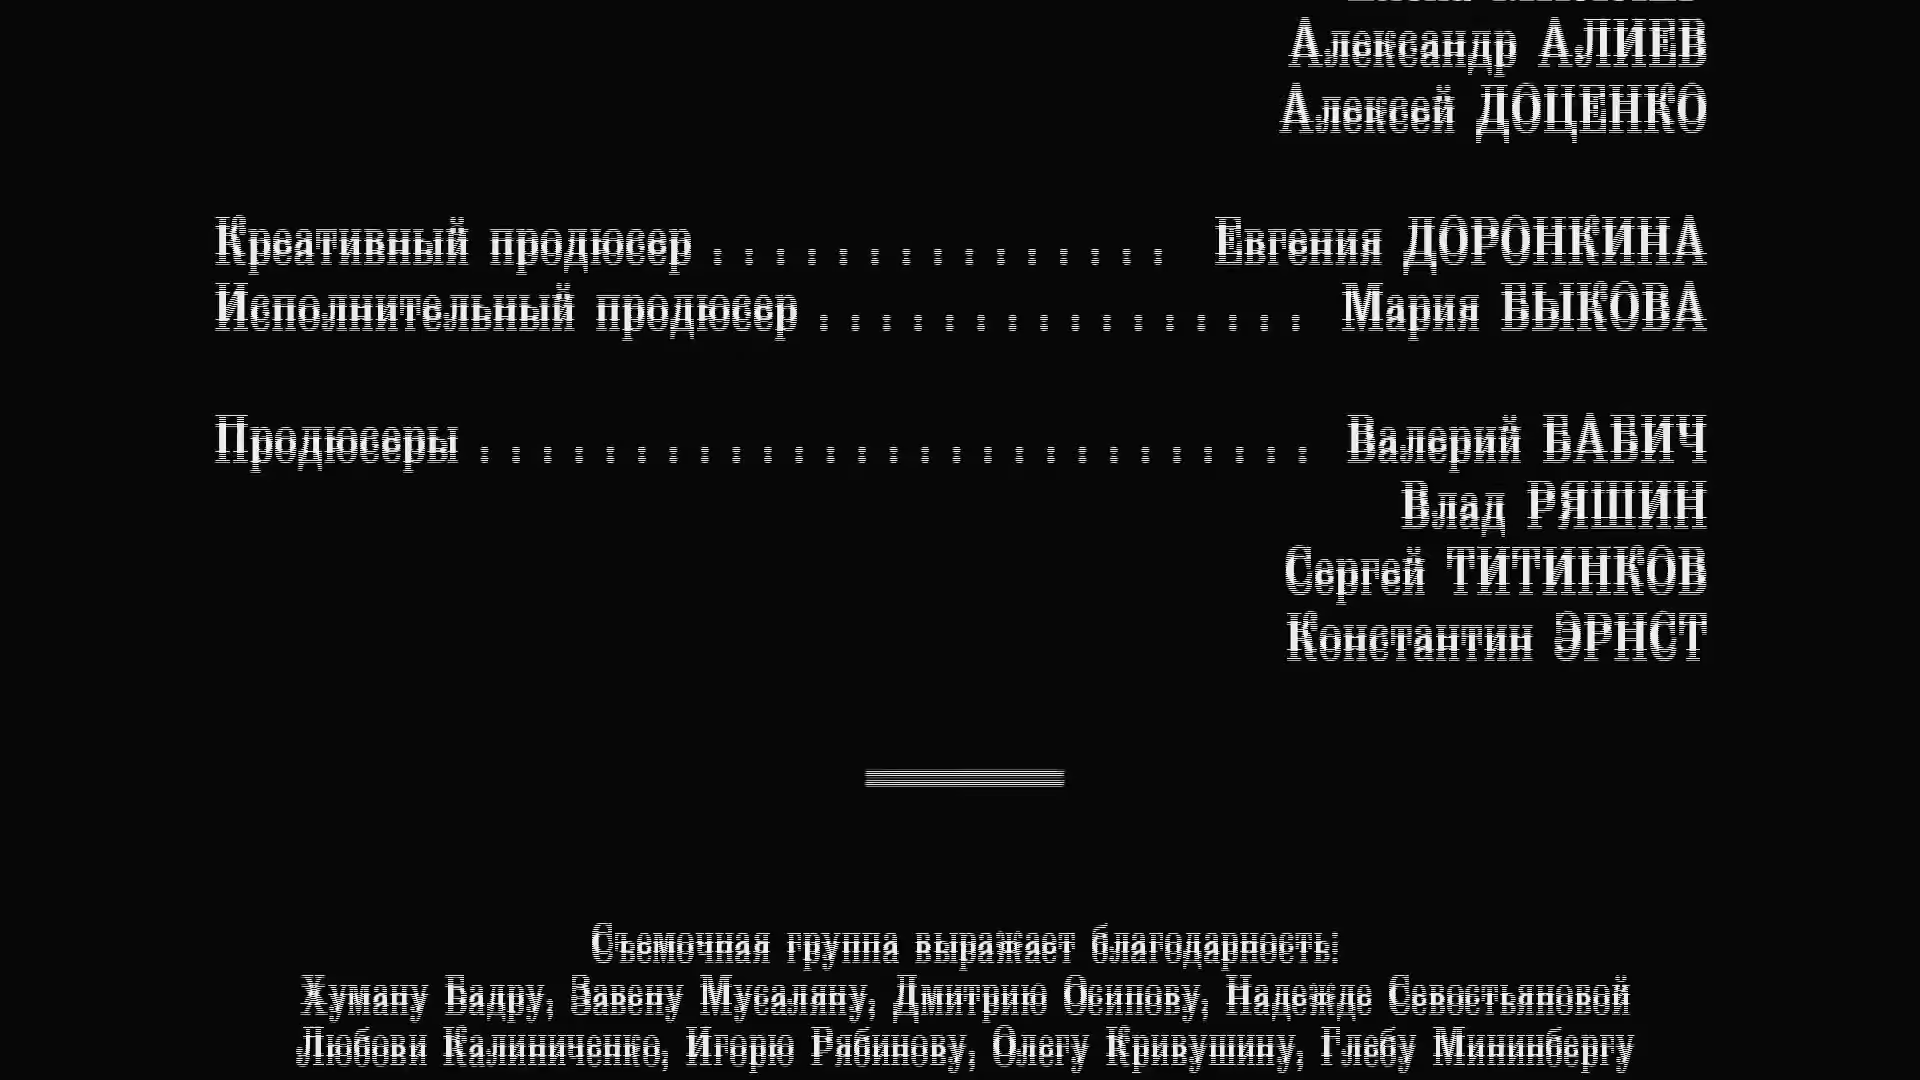 Александр АЛИЕВ
Алексей ДОЦЕНКО
Креативный продюсер . . . . . . . . . . . . . . . Евгения ДОРОНКИНА
Исполнительный продюсер . . . . . . . . . . . . . . . . Мария БЫКОВА
Продюсеры . . . . . . . . . . . . . . . . . . . . . . . . . . . Валерий БАБИЧ
Влад РЯШИН
Сергей ТИТИНКОВ
Константин ЭРНСТ
Съемочная группа выражает благодарность:
Хуману Бадру, Завену Мусаляну, Дмитрию Осипову, Надежде Севостьяновой
Любови Калиниченко, Игорю Рябинову, Олегу Кривушину, Глебу Мининбергу